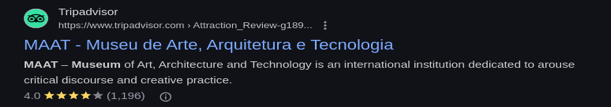 Tripadvisor
https://www.tripadvisor.com › Attraction_Review-g189...
MAAT - Museu de Arte, Arquitetura e Tecnologia
MAAT – Museum of Art, Architecture and Technology is an international institution dedicated to arouse
critical discourse and creative practice.
4.0 ★★★★★ (1,196)